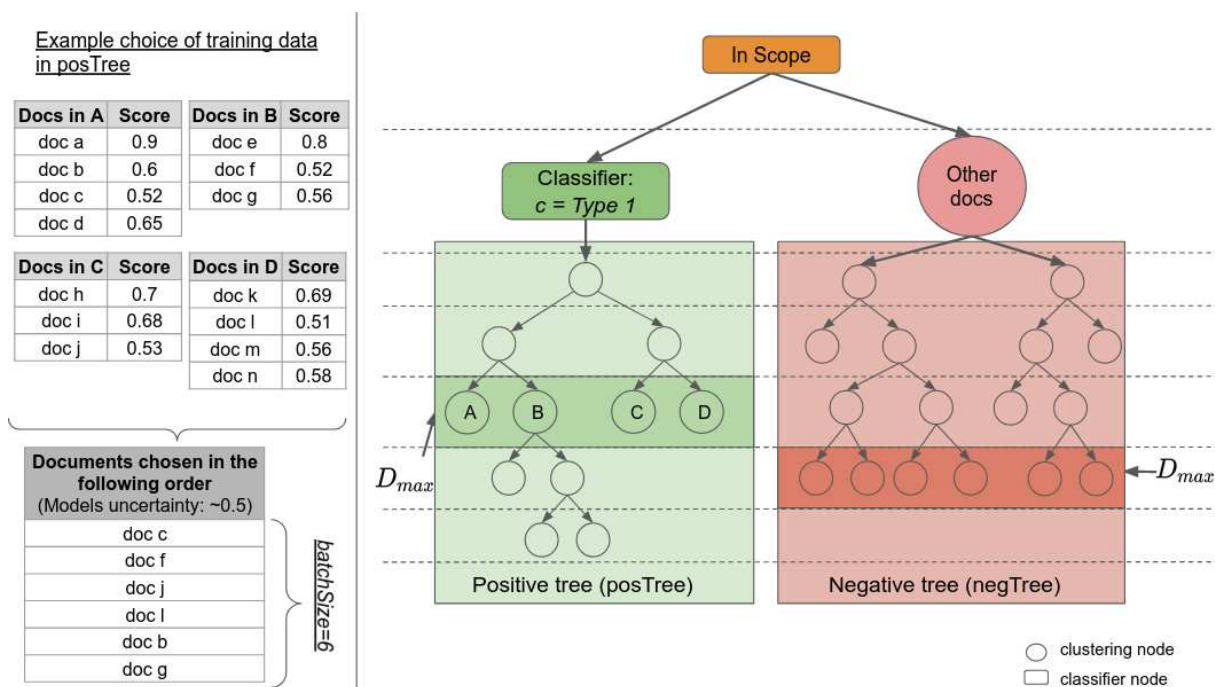 Example choice of training data
in posTree
Docs in A Score
doc a 0.9
doc b 0.6
doc c 0.52
doc d 0.65
Docs in B Score
doc e 0.8
doc f 0.52
doc g 0.56
Docs in C Score
doc h 0.7
doc i 0.68
doc j 0.53
Docs in D Score
doc k 0.69
doc l 0.51
doc m 0.56
doc n 0.58
Documents chosen in the
following order
(Models uncertainty: ~0.5)
doc c
doc f
doc j
doc l
doc b
doc g
batchSize=6
In Scope
Classifier:
c = Type 1
Other
docs
A
B
C
D
Dmax
Dmax
Positive tree (posTree)
Negative tree (negTree)
clustering node
classifier node